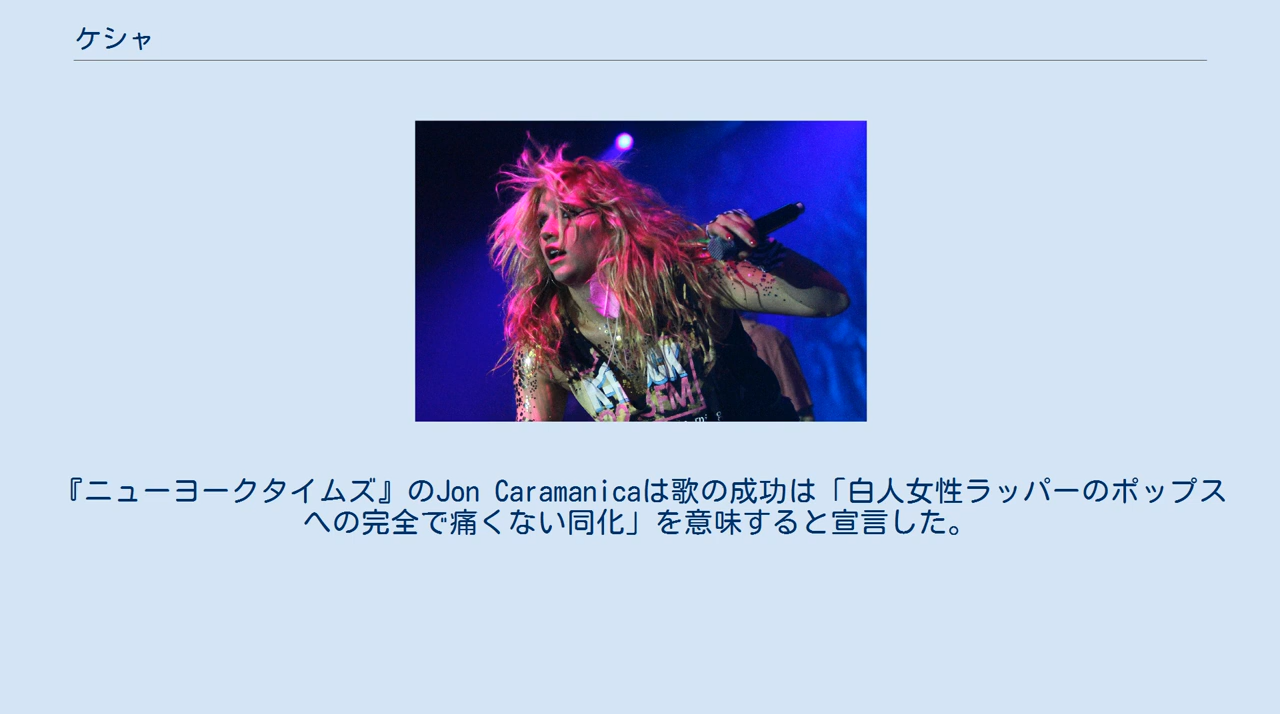 ケシャ
『ニューヨークタイムズ』のJon Caramanicaは歌の成功は「白人女性ラッパーのポップス
への完全で痛くない同化」を意味すると宣言した。